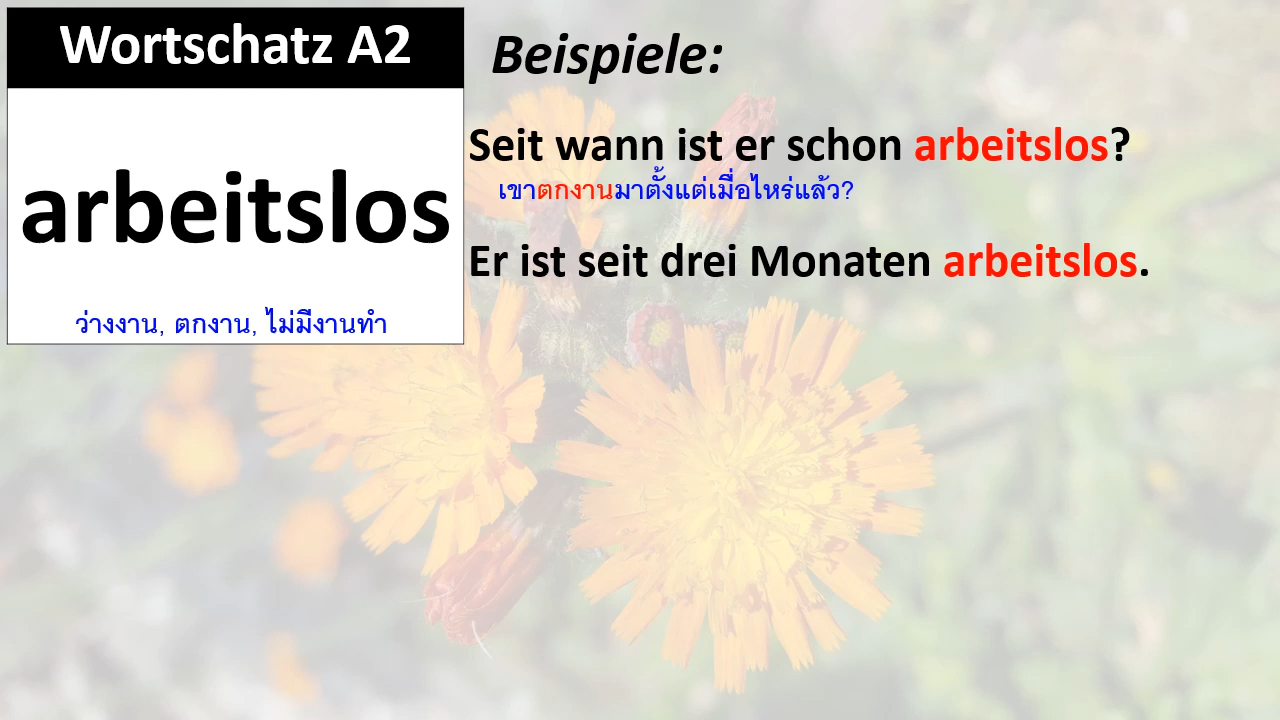 Wortschatz A2
arbeitslos
ว่างงาน, ตกงาน, ไม่มีงานทำ
Beispiele:
Seit wann ist er schon arbeitslos?
เขาตกงานมาตั้งแต่เมื่อไหร่แล้ว?
Er ist seit drei Monaten arbeitslos.